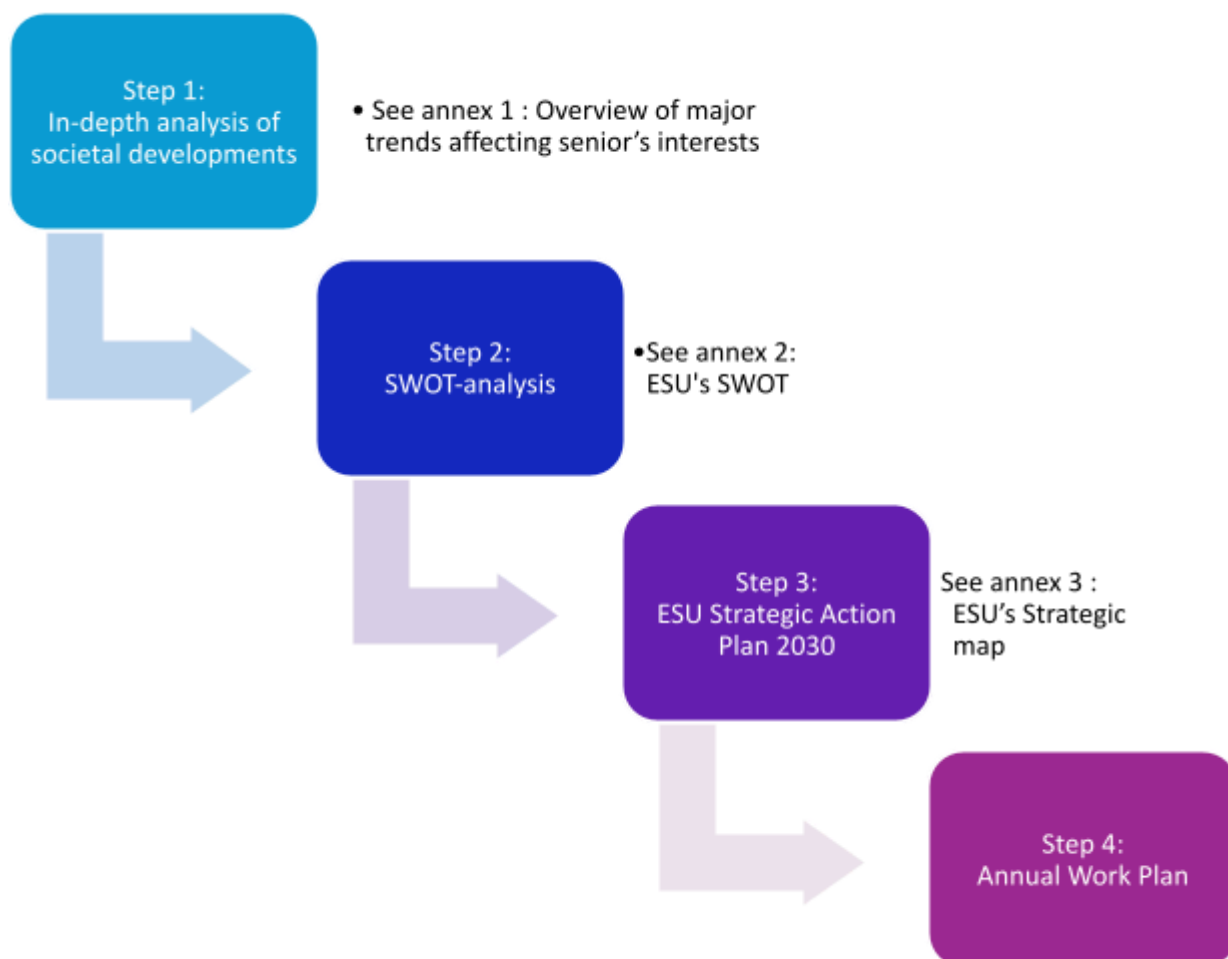 Step 1:
In-depth analysis of
societal developments
• See annex 1 : Overview of major
trends affecting senior’s interests
Step 2:
SWOT-analysis
•See annex 2:
ESU's SWOT
Step 3:
ESU Strategic Action
Plan 2030
See annex 3 :
ESU’s Strategic
map
Step 4:
Annual Work Plan